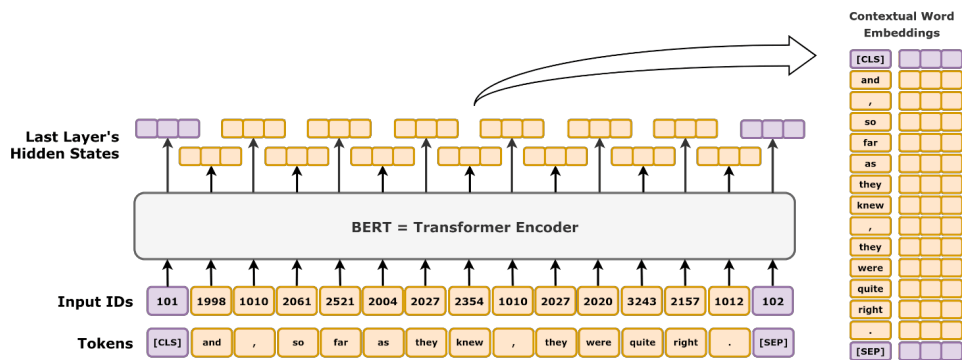 Contextual Word
Embeddings
[CLS]
and
,
so
far
as
they
knew
,
they
were
quite
right
.
[SEP]
Last Layer's
Hidden States
BERT = Transformer Encoder
Input IDs 101 1998 1010 2061 2521 2004 2027 2354 1010 2027 2020 3243 2157 1012 102
Tokens [CLS] and , so far as they knew , they were quite right . [SEP]